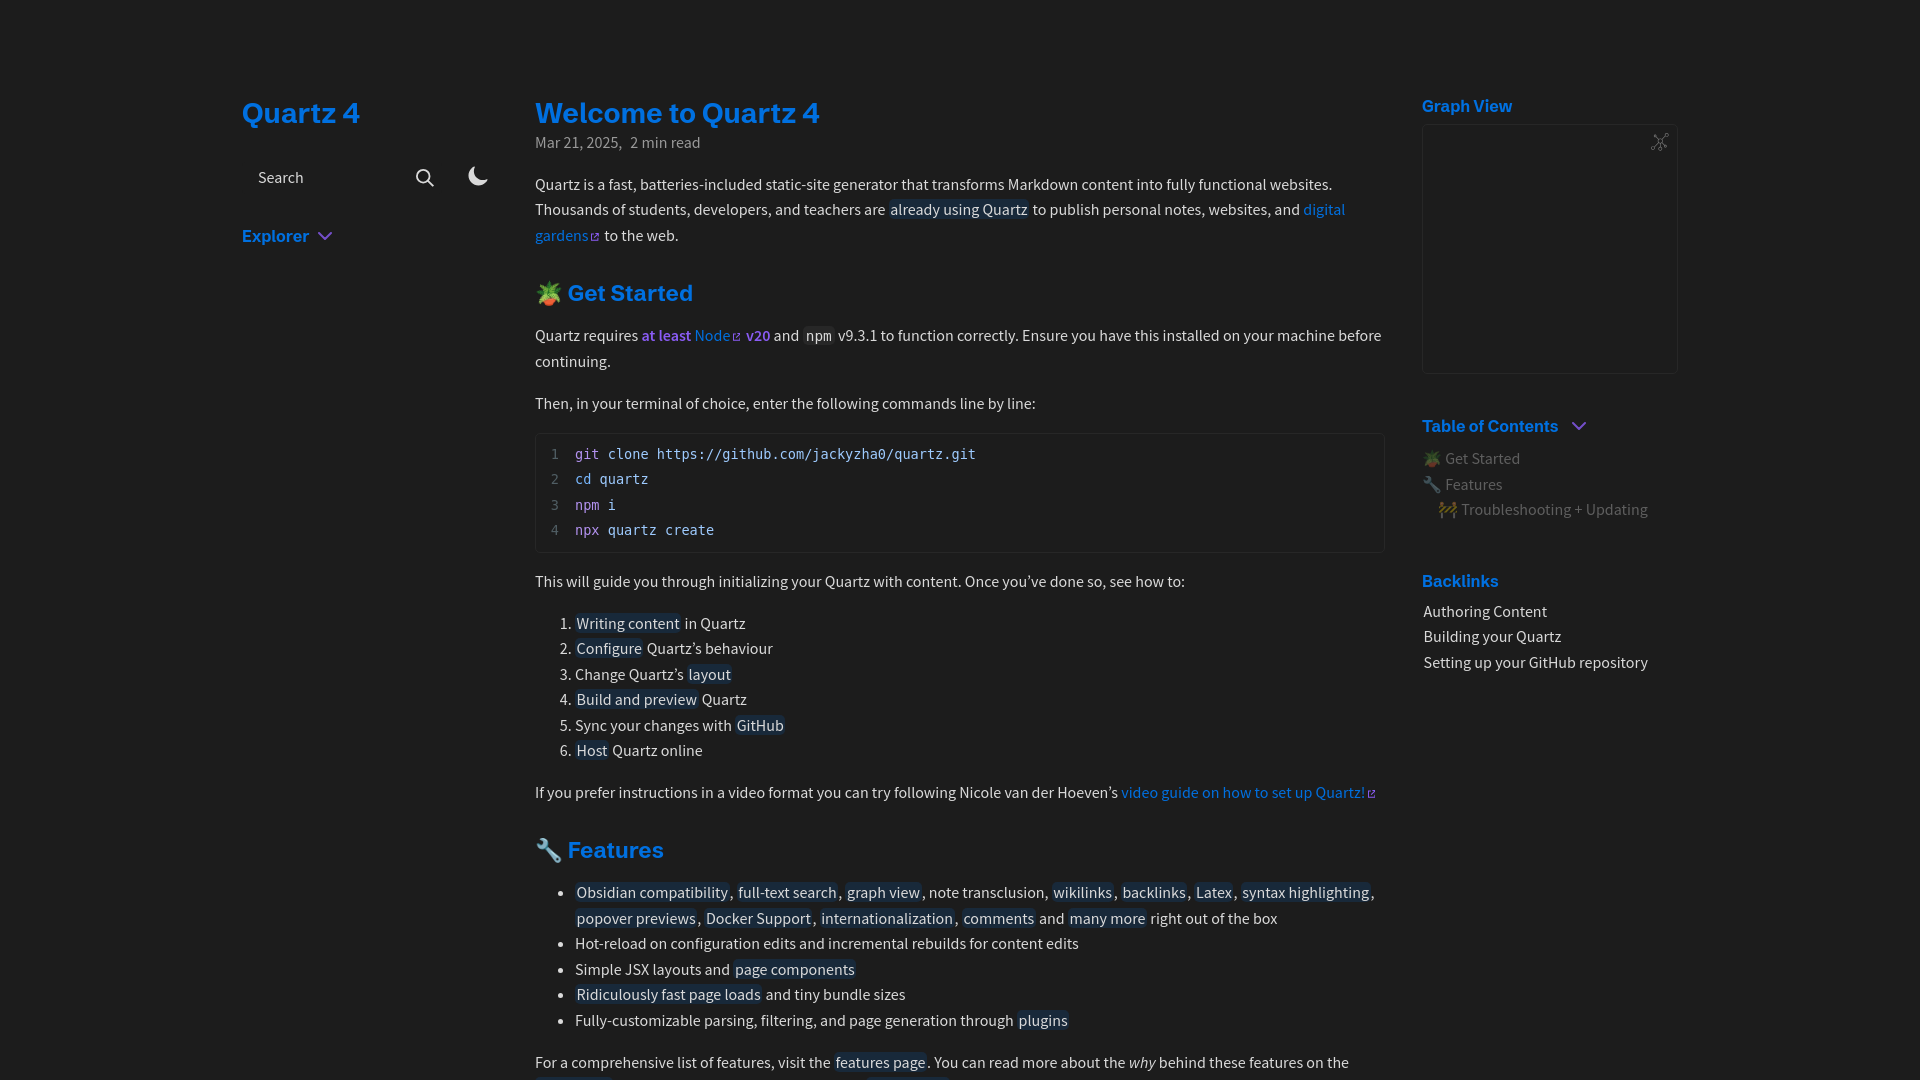 Quartz 4
Search
Explorer
Welcome to Quartz 4
Mar 21, 2025, 2 min read
Quartz is a fast, batteries-included static-site generator that transforms Markdown content into fully functional websites.
Thousands of students, developers, and teachers are already using Quartz to publish personal notes, websites, and digital
gardens to the web.
🪴 Get Started
Quartz requires at least Node v20 and npm v9.3.1 to function correctly. Ensure you have this installed on your machine before
continuing.
Then, in your terminal of choice, enter the following commands line by line:
1 git clone https://github.com/jackyzha0/quartz.git
2 cd quartz
3 npm i
4 npx quartz create
This will guide you through initializing your Quartz with content. Once you’ve done so, see how to:
1. Writing content in Quartz
2. Configure Quartz’s behaviour
3. Change Quartz’s layout
4. Build and preview Quartz
5. Sync your changes with GitHub
6. Host Quartz online
If you prefer instructions in a video format you can try following Nicole van der Hoeven’s video guide on how to set up Quartz!
🔧 Features
• Obsidian compatibility, full-text search, graph view, note transclusion, wikilinks, backlinks, Latex, syntax highlighting,
popover previews, Docker Support, internationalization, comments and many more right out of the box
• Hot-reload on configuration edits and incremental rebuilds for content edits
• Simple JSX layouts and page components
• Ridiculously fast page loads and tiny bundle sizes
• Fully-customizable parsing, filtering, and page generation through plugins
For a comprehensive list of features, visit the features page. You can read more about the why behind these features on the
Graph View
Table of Contents
🪴 Get Started
🔧 Features
🚧 Troubleshooting + Updating
Backlinks
Authoring Content
Building your Quartz
Setting up your GitHub repository